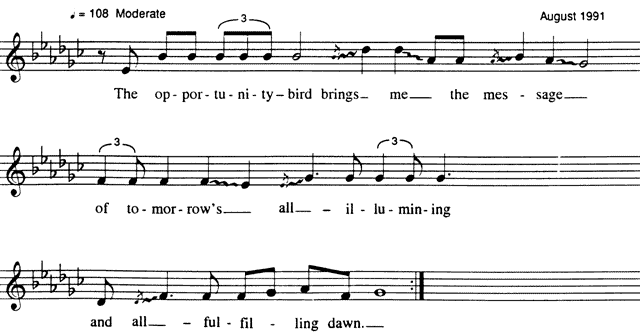 ♩. = 108 Moderate August 1991
3
The op-por-tu-ni-ty–bird brings— me— the mes - sage—
3 3
of to-mor-row's— all— – il-lu-min-ing
and all— – ful - fil - ling dawn.—